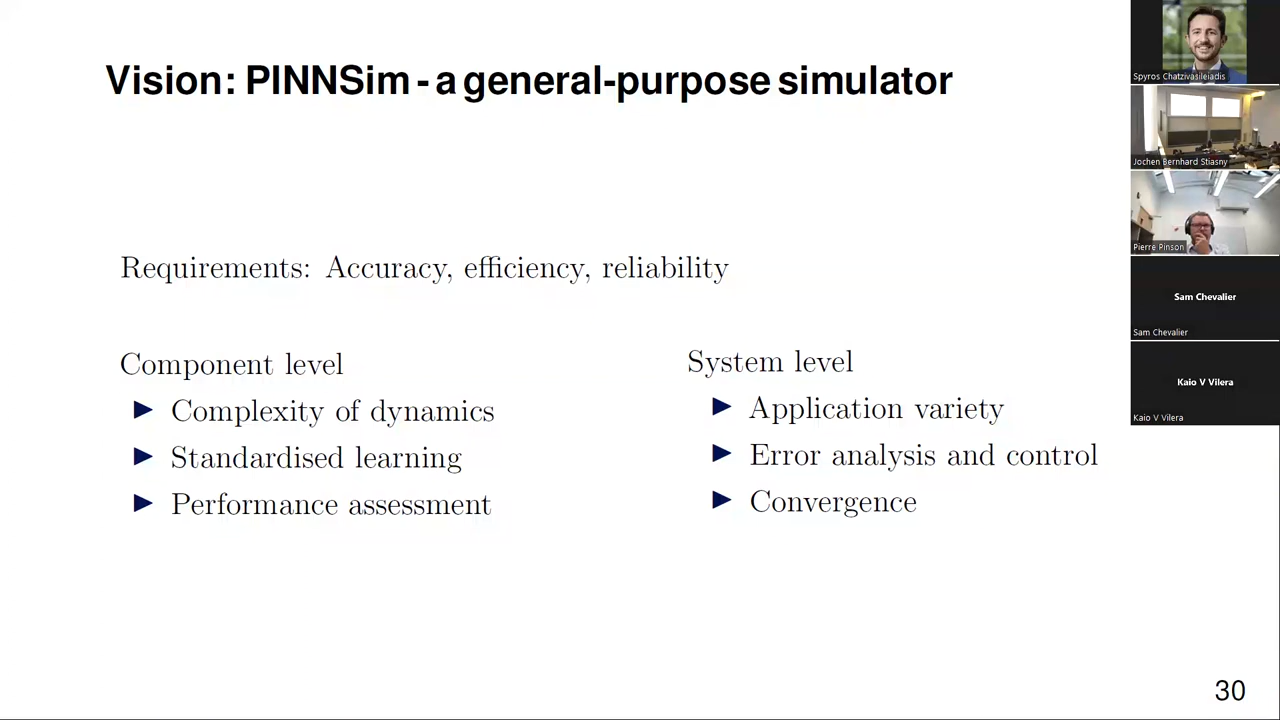 Vision: PINNSim - a general-purpose simulator
Requirements: Accuracy, efficiency, reliability
Component level
Complexity of dynamics
Standardised learning
Performance assessment
System level
Application variety
Error analysis and control
Convergence
30
Spyros Chatzivasileiadis
Jochen Bernhard Stiasny
Pierre Pinson
Sam Chevalier
Sam Chevalier
Kaio V Vilera
Kaio V Vilera